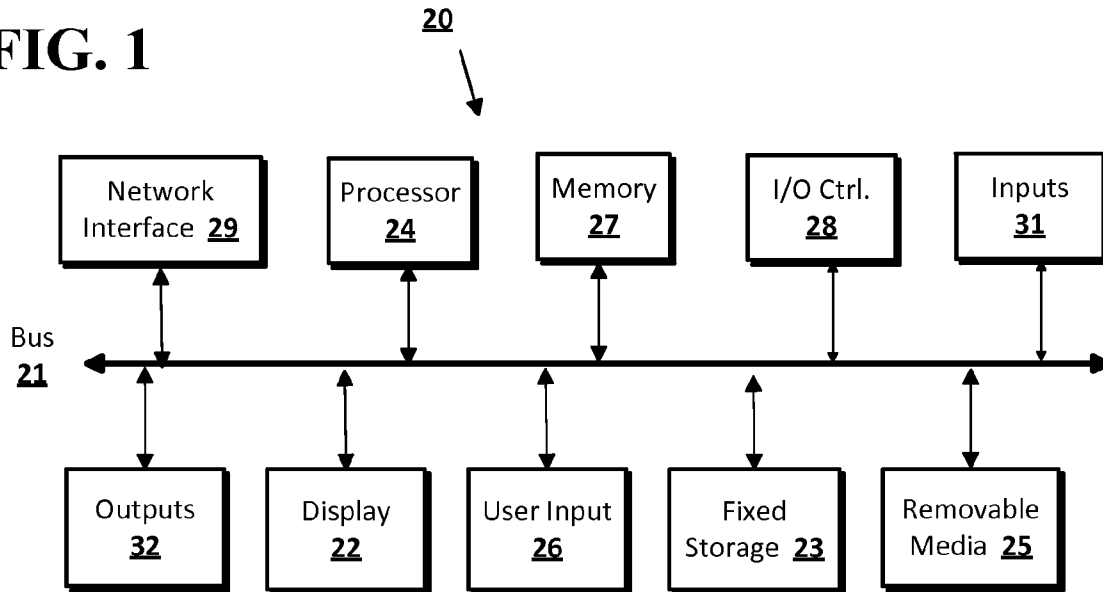 20
FIG. 1
Network
Interface 29
Processor
24
Memory
27
I/O Ctrl.
28
Inputs
31
Bus
21
Outputs
32
Display
22
User Input
26
Fixed
Storage 23
Removable
Media 25